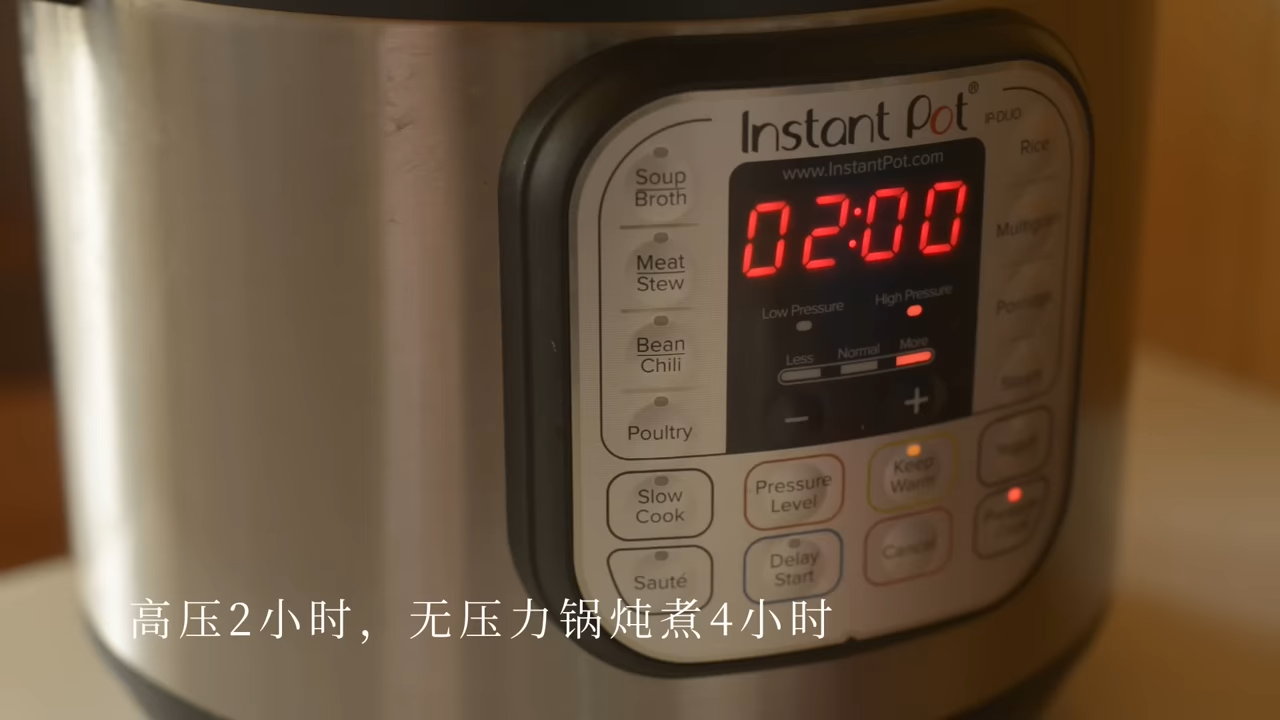 Instant Pot®
IP-DUO
www.InstantPot.com
02:00
Low Pressure
High Pressure
Less
Normal
More
−
+
Soup
Broth
Meat
Stew
Bean
Chili
Poultry
Slow
Cook
Sauté
Pressure
Level
Delay
Start
Keep
Warm
Cancel
Rice
高压2小时，无压力锅炖煮4小时